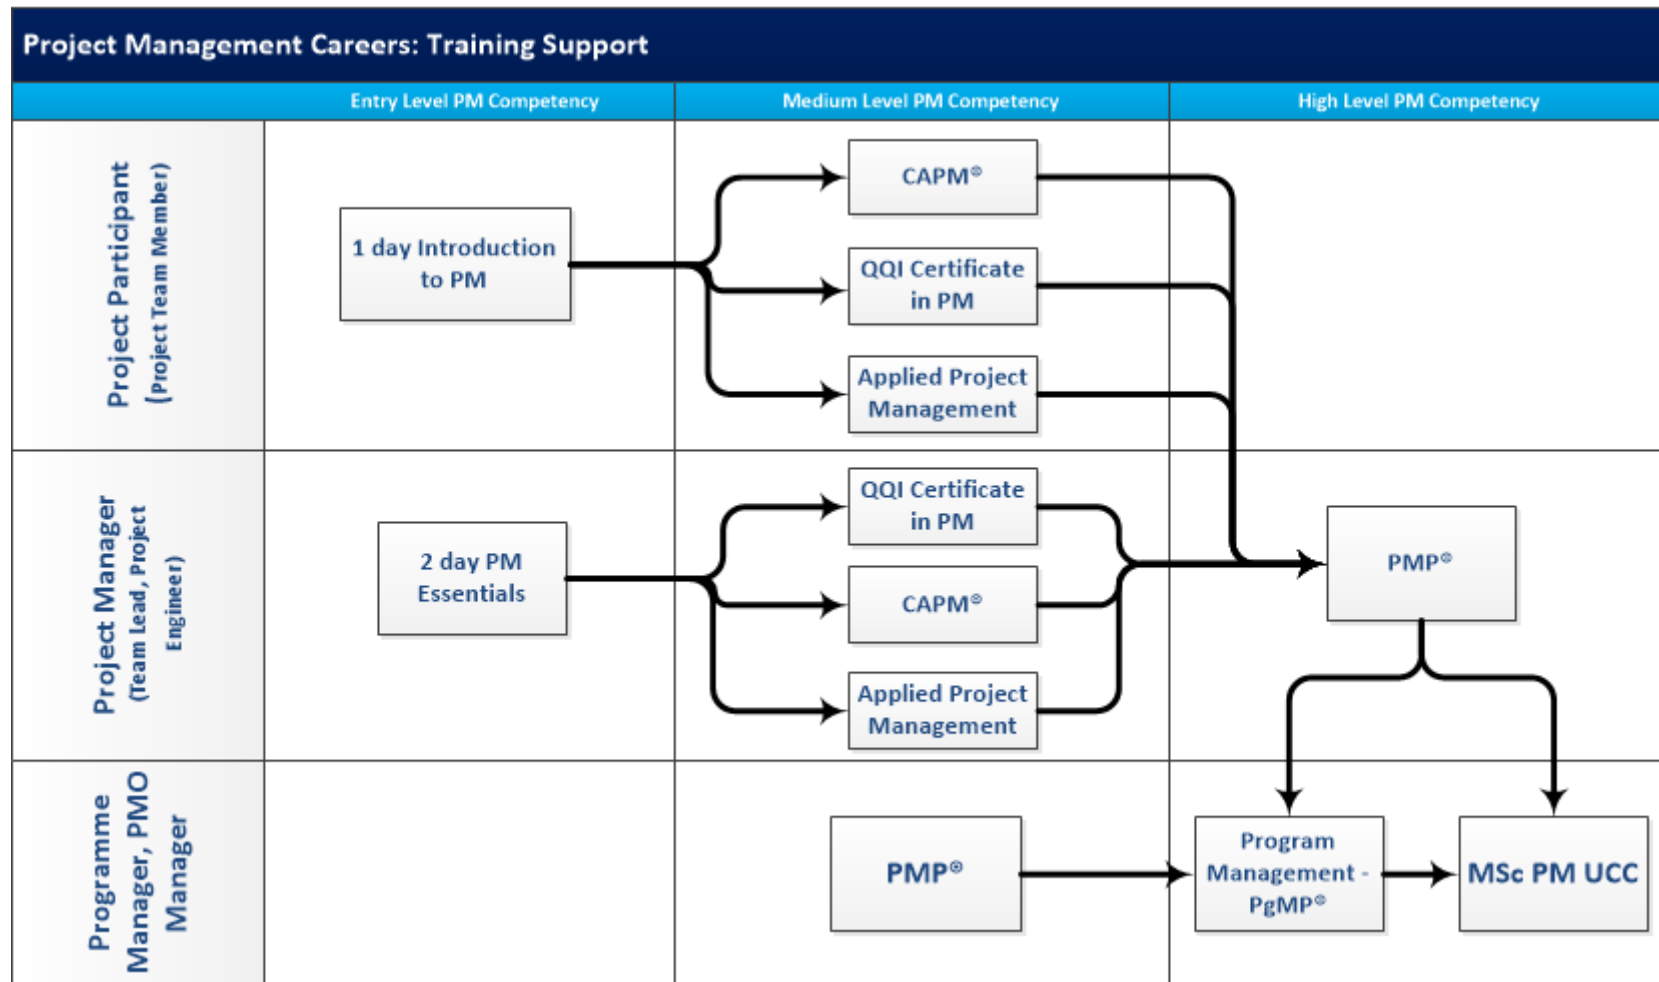 Project Management Careers: Training Support
Entry Level PM Competency
Medium Level PM Competency
High Level PM Competency
Project Participant
(Project Team Member)
1 day Introduction
to PM
CAPM®
QQI Certificate
in PM
Applied Project
Management
Project Manager
(Team Lead, Project
Engineer)
2 day PM
Essentials
QQI Certificate
in PM
CAPM®
Applied Project
Management
PMP®
Programme
Manager, PMO
Manager
PMP®
Program
Management -
PgMP®
MSc PM UCC